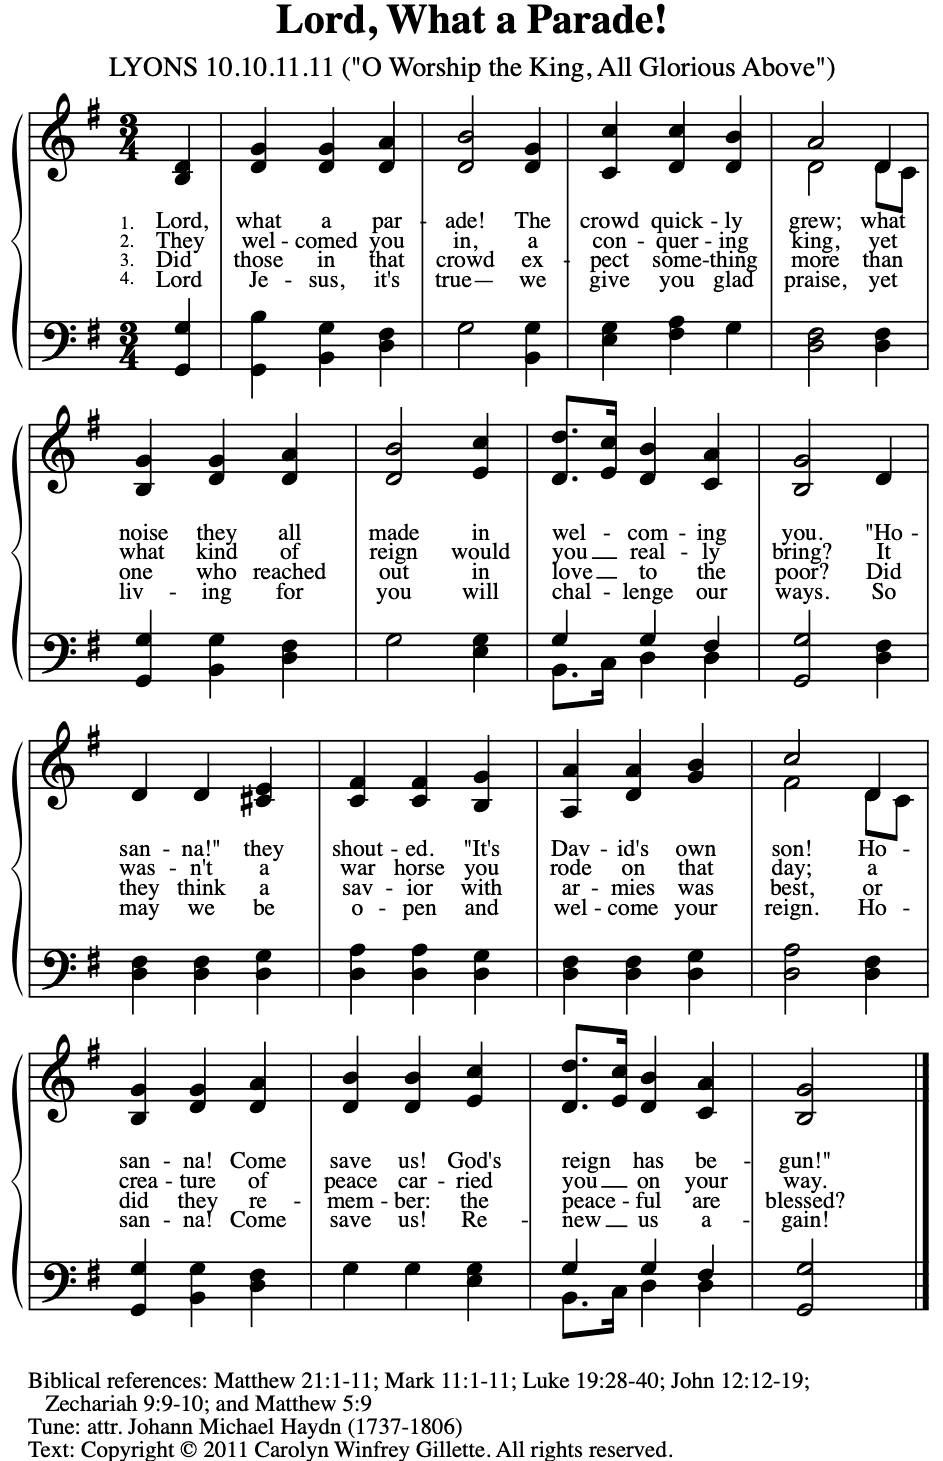 Lord, What a Parade!
LYONS 10.10.11.11 ("O Worship the King, All Glorious Above")
1. Lord, what a par - ade! The crowd quick - ly grew; what
2. They wel - comed you in, a con - quer - ing king, yet
3. Did those in that crowd ex - pect some - thing more than
4. Lord Je - sus, it's true— we give you glad praise, yet
noise they all made in wel - com - ing you. "Ho -
what kind of reign would you __ real - ly bring? It
one who reached out in love __ to the poor? Did
liv - ing for you will chal - lenge our ways. So
san - na!" they shout - ed. "It's Dav - id's own son! Ho -
was - n't a war horse you rode on that day; a
they think a sav - ior with ar - mies was best, or
may we be o - pen and wel - come your reign. Ho -
san - na! Come save us! God's reign has be - gun!"
crea - ture of peace car - ried you __ on your way.
did they re - mem - ber: the peace - ful are blessed?
san - na! Come save us! Re - new __ us a - gain!
Biblical references: Matthew 21:1-11; Mark 11:1-11; Luke 19:28-40; John 12:12-19;
Zechariah 9:9-10; and Matthew 5:9
Tune: attr. Johann Michael Haydn (1737-1806)
Text: Copyright © 2011 Carolyn Winfrey Gillette. All rights reserved.